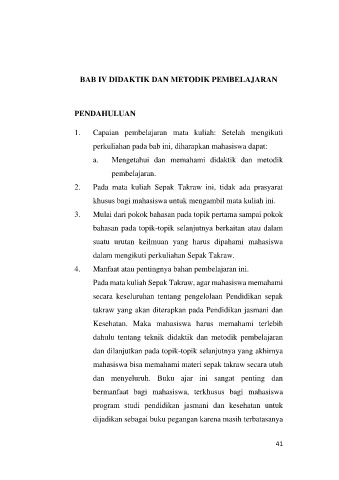 BAB IV DIDAKTIK DAN METODIK PEMBELAJARAN
PENDAHULUAN
1. Capaian pembelajaran mata kuliah: Setelah mengikuti
perkuliahan pada bab ini, diharapkan mahasiswa dapat:
a. Mengetahui dan memahami didaktik dan metodik
pembelajaran.
2. Pada mata kuliah Sepak Takraw ini, tidak ada prasyarat
khusus bagi mahasiswa untuk mengambil mata kuliah ini.
3. Mulai dari pokok bahasan pada topik pertama sampai pokok
bahasan pada topik-topik selanjutnya berkaitan atau dalam
suatu urutan keilmuan yang harus dipahami mahasiswa
dalam mengikuti perkuliahan Sepak Takraw.
4. Manfaat atau pentingnya bahan pembelajaran ini.
Pada mata kuliah Sepak Takraw, agar mahasiswa memahami
secara keseluruhan tentang pengelolaan Pendidikan sepak
takraw yang akan diterapkan pada Pendidikan jasmani dan
Kesehatan. Maka mahasiswa harus memahami terlebih
dahulu tentang teknik didaktik dan metodik pembelajaran
dan dilanjutkan pada topik-topik selanjutnya yang akhirnya
mahasiswa bisa memahami materi sepak takraw secara utuh
dan menyeluruh. Buku ajar ini sangat penting dan
bermanfaat bagi mahasiswa, terkhusus bagi mahasiswa
program studi pendidikan jasmani dan kesehatan untuk
dijadikan sebagai buku pegangan karena masih terbatasanya
41